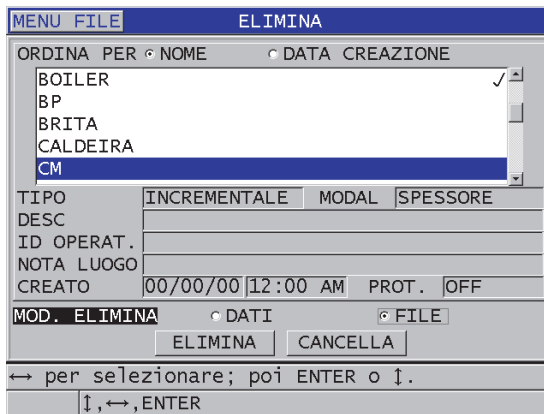 MENU FILE ELIMINA
ORDINA PER NOME DATA CREAZIONE
BOILER ✓
BP
BRITA
CALDEIRA
CM
TIPO INCREMENTALE MODAL SPESSORE
DESC
ID OPERAT.
NOTA LUOGO
CREATO 00/00/00 12:00 AM PROT. OFF
MOD. ELIMINA DATI FILE
ELIMINA CANCELLA
↔ per selezionare; poi ENTER o ↕.
↕,↔,ENTER